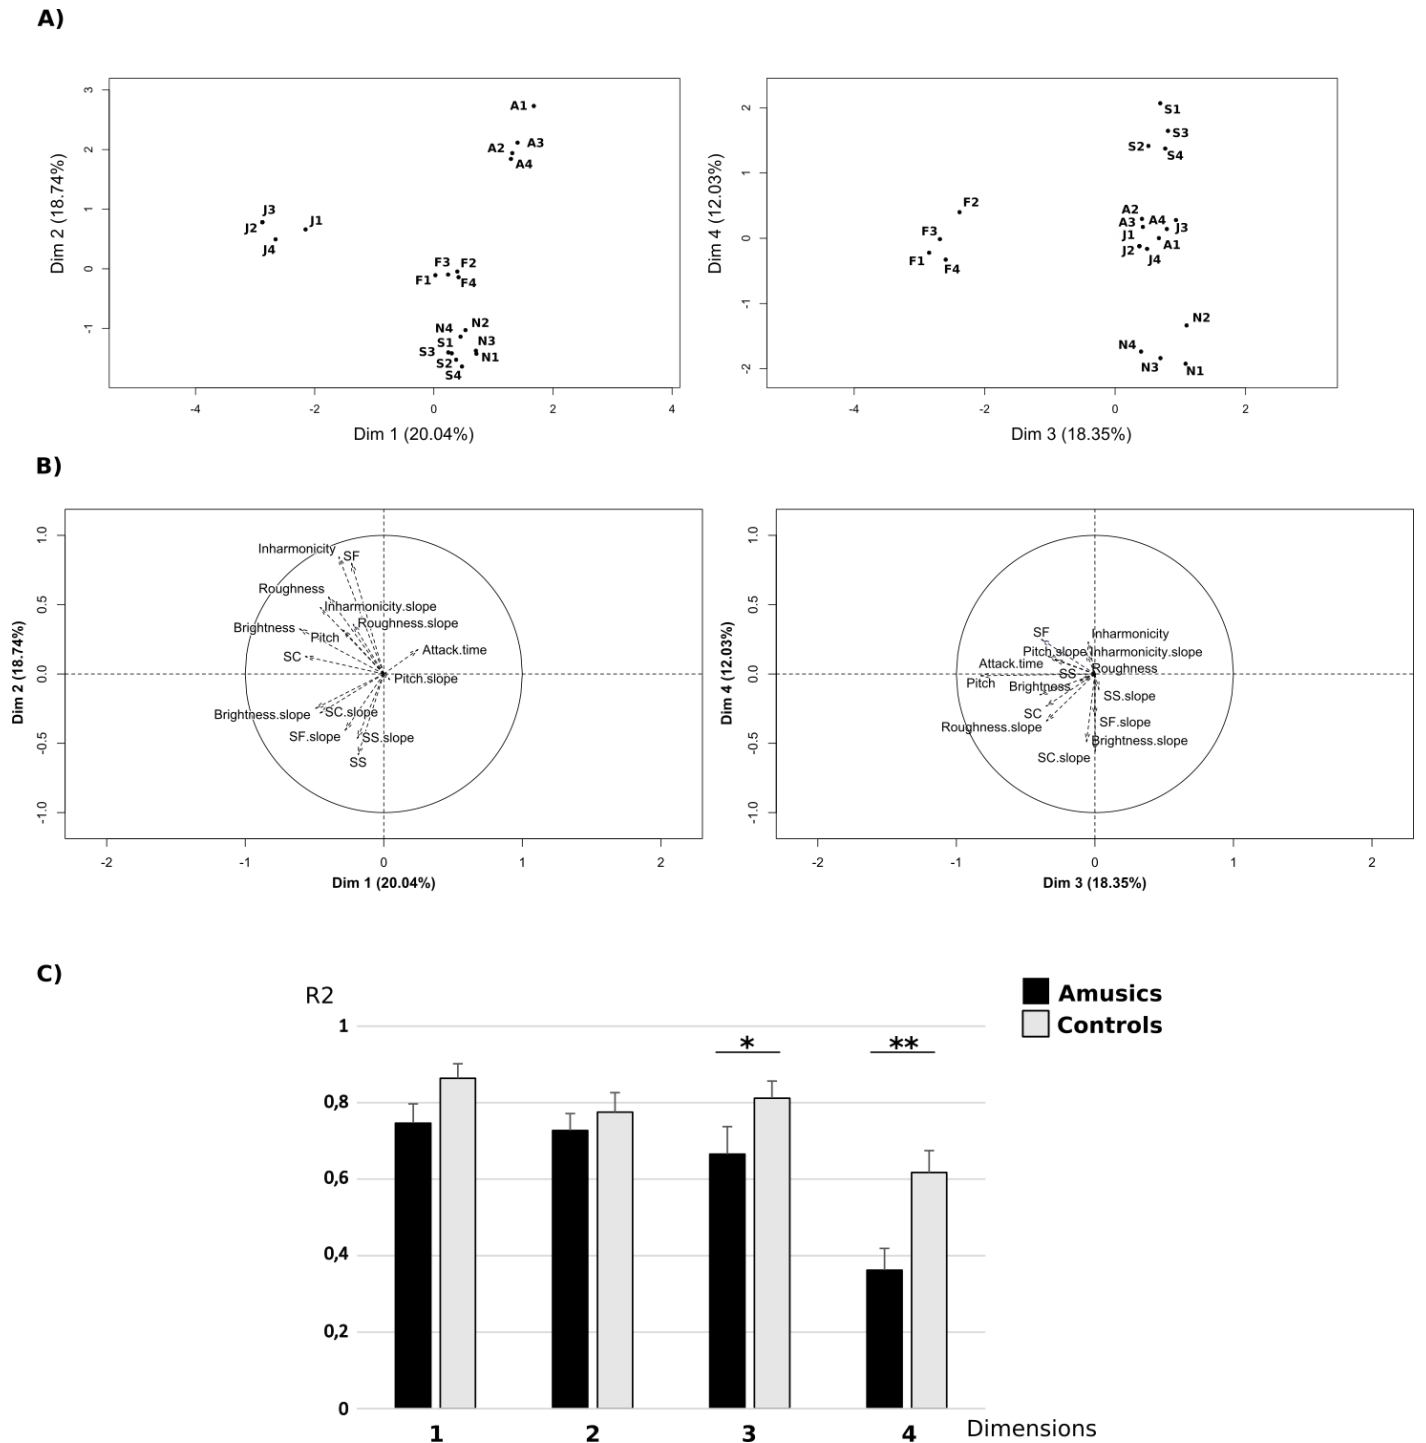 A)
3
2
1
0
-1
Dim 2 (18.74%)
A1
A2
A3
A4
J3
J2
J1
J4
F3
F2
F1
F4
N4
N2
S1
N3
S3
S2
N1
S4
-4
-2
0
2
4
Dim 1 (20.04%)
2
1
0
-1
-2
Dim 4 (12.03%)
S1
S3
S2
S4
F2
F3
F1
F4
A2
A3
A4
J3
J1
A1
J2
J4
N2
N4
N3
N1
-4
-2
0
2
Dim 3 (18.35%)
B)
1.0
0.5
0.0
-0.5
-1.0
Dim 2 (18.74%)
Inharmonicity
SF
Roughness
Inharmonicity.slope
Roughness.slope
Brightness
Pitch
SC
Attack.time
Pitch.slope
Brightness.slope
SC.slope
SF.slope
SS.slope
SS
-2
-1
0
1
2
Dim 1 (20.04%)
1.0
0.5
0.0
-0.5
-1.0
Dim 4 (12.03%)
SF
Inharmonicity
Pitch.slope
Inharmonicity.slope
Attack.time
Roughness
SS
Pitch
Brightness
SS.slope
SC
Roughness.slope
SF.slope
Brightness.slope
SC.slope
-2
-1
0
1
2
Dim 3 (18.35%)
C)
R2
Amusics
Controls
1
0,8
0,6
0,4
0,2
0
*
**
1
2
3
4
Dimensions